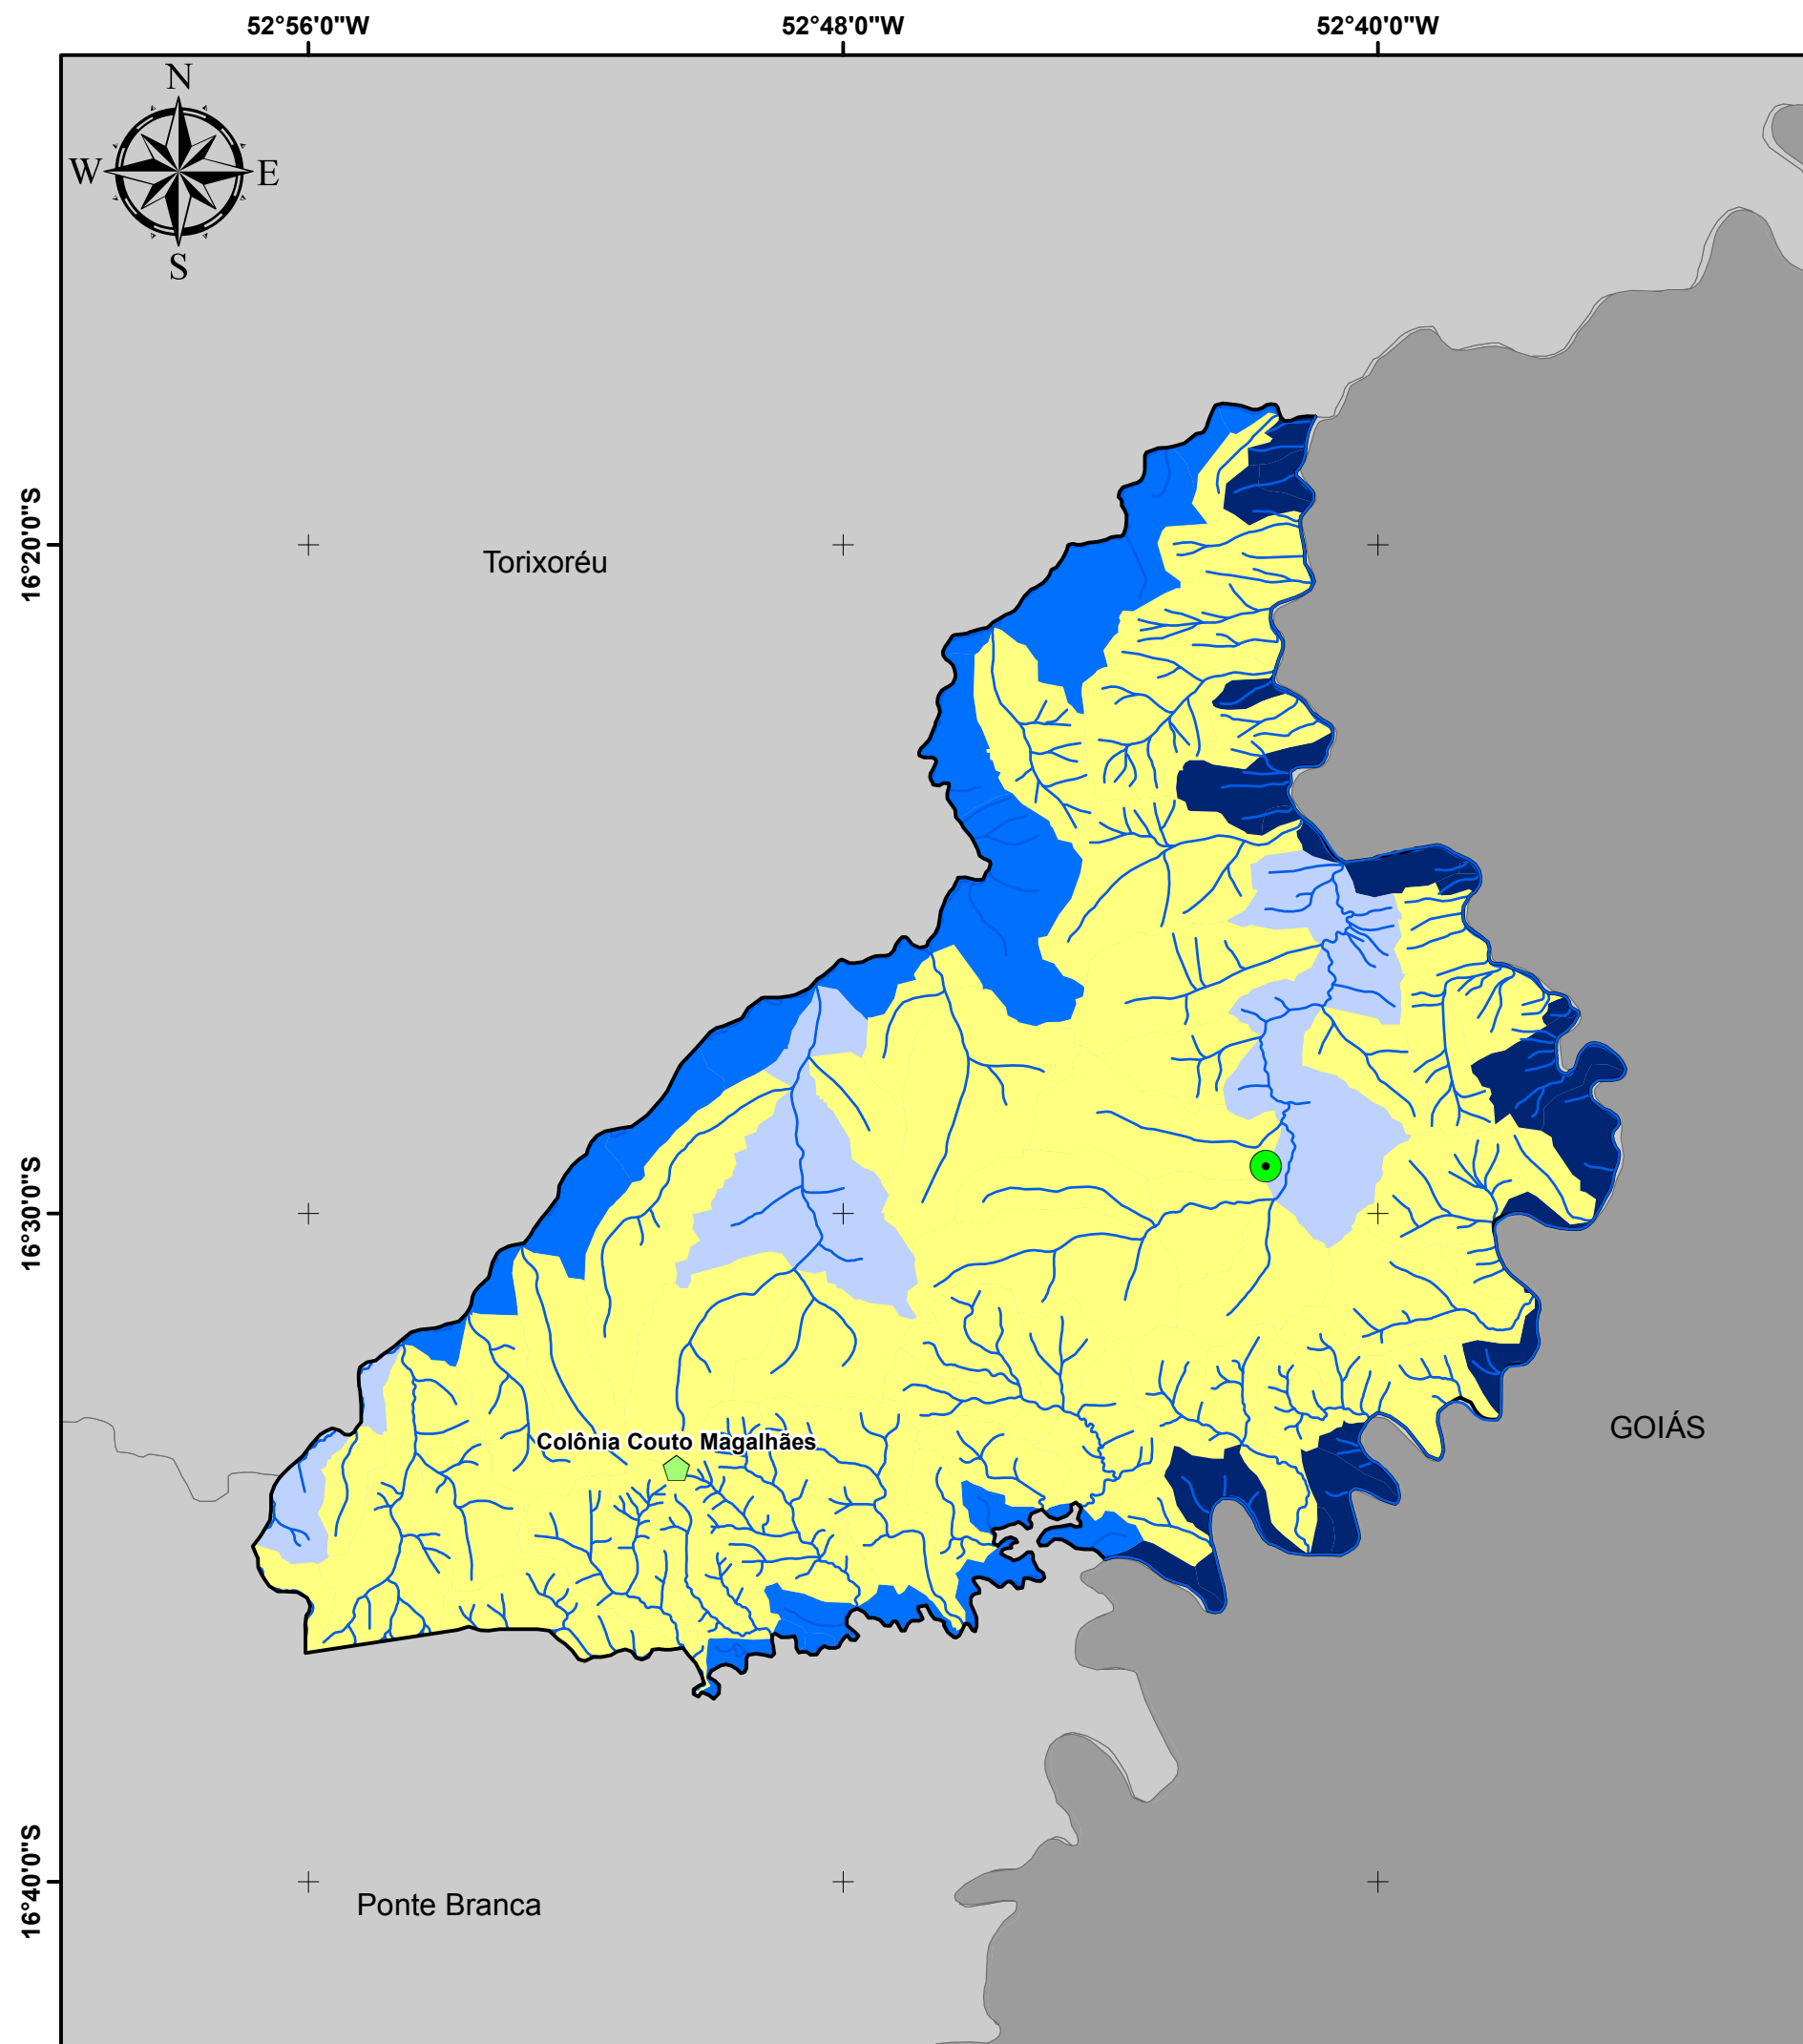 52°56'0"W
52°48'0"W
52°40'0"W
N
W
E
S
16°20'0"S
Torixoréu
16°30'0"S
GOIÁS
Colônia Couto Magalhães
16°40'0"S
Ponte Branca